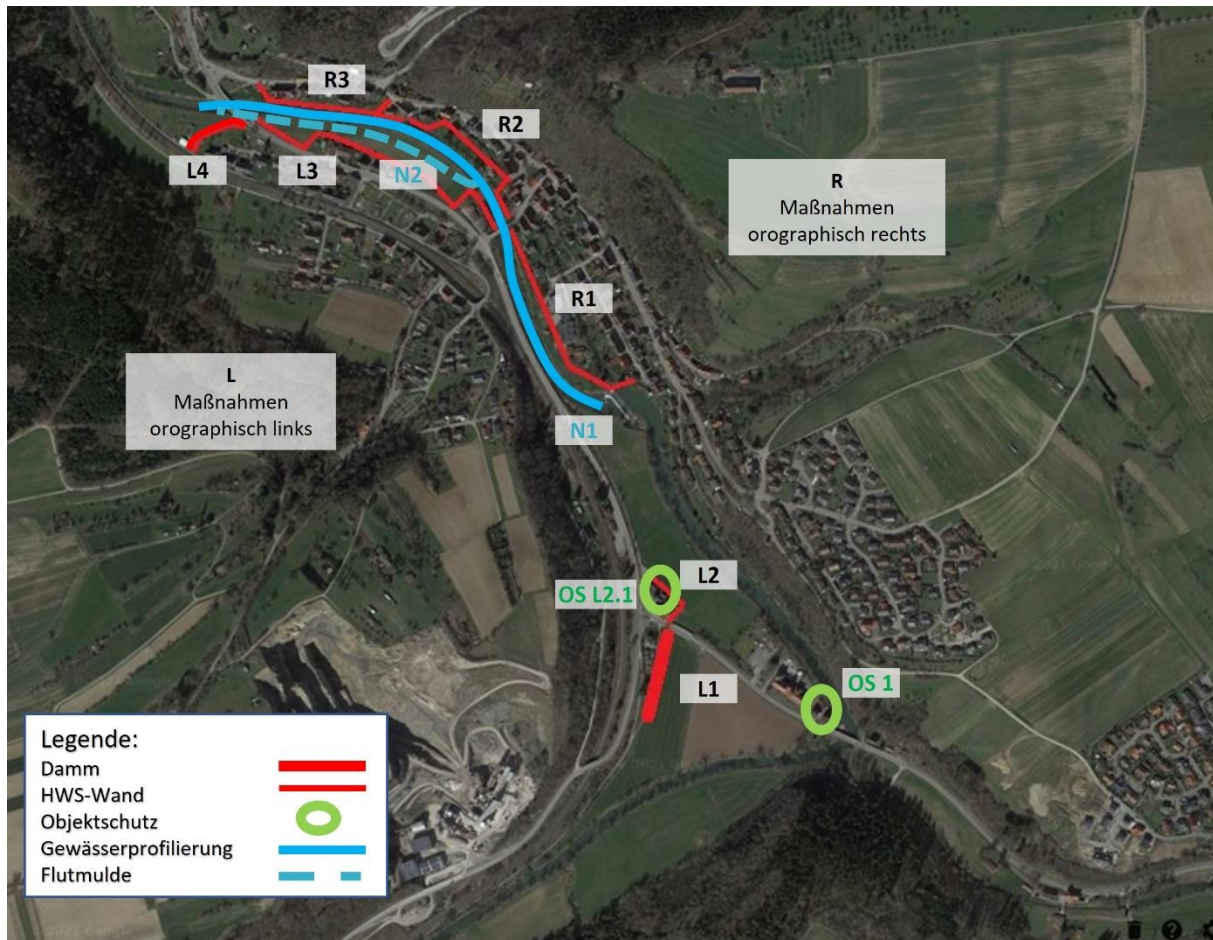 R3
R2
L4
L3
N2
R
Maßnahmen
orographisch rechts
R1
L
Maßnahmen
orographisch links
N1
OS L2.1
L2
L1
OS 1
Legende:
Damm
HWS-Wand
Objektschutz
Gewässerprofilierung
Flutmulde